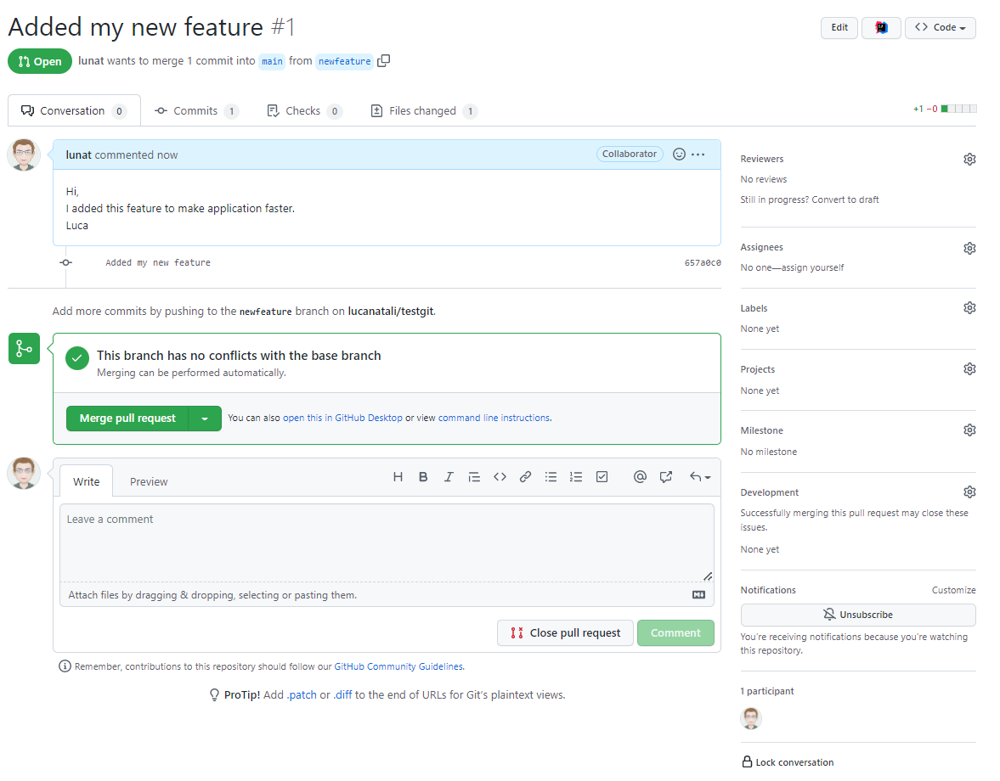 Added my new feature #1
Edit
Code
Open
lunat wants to merge 1 commit into main from newfeature
Conversation 0
Commits 1
Checks 0
Files changed 1
+1 −0
lunat commented now
Collaborator
Hi,
I added this feature to make application faster.
Luca
Added my new feature
657a0c0
Add more commits by pushing to the newfeature branch on lucanatali/testgit.
This branch has no conflicts with the base branch
Merging can be performed automatically.
Merge pull request
You can also open this in GitHub Desktop or view command line instructions.
Write
Preview
Leave a comment
Attach files by dragging & dropping, selecting or pasting them.
Close pull request
Comment
Remember, contributions to this repository should follow our GitHub Community Guidelines.
ProTip! Add .patch or .diff to the end of URLs for Git's plaintext views.
Reviewers
No reviews
Still in progress? Convert to draft
Assignees
No one—assign yourself
Labels
None yet
Projects
None yet
Milestone
No milestone
Development
Successfully merging this pull request may close these
issues.
None yet
Notifications
Customize
Unsubscribe
You're receiving notifications because you're watching
this repository.
1 participant
Lock conversation